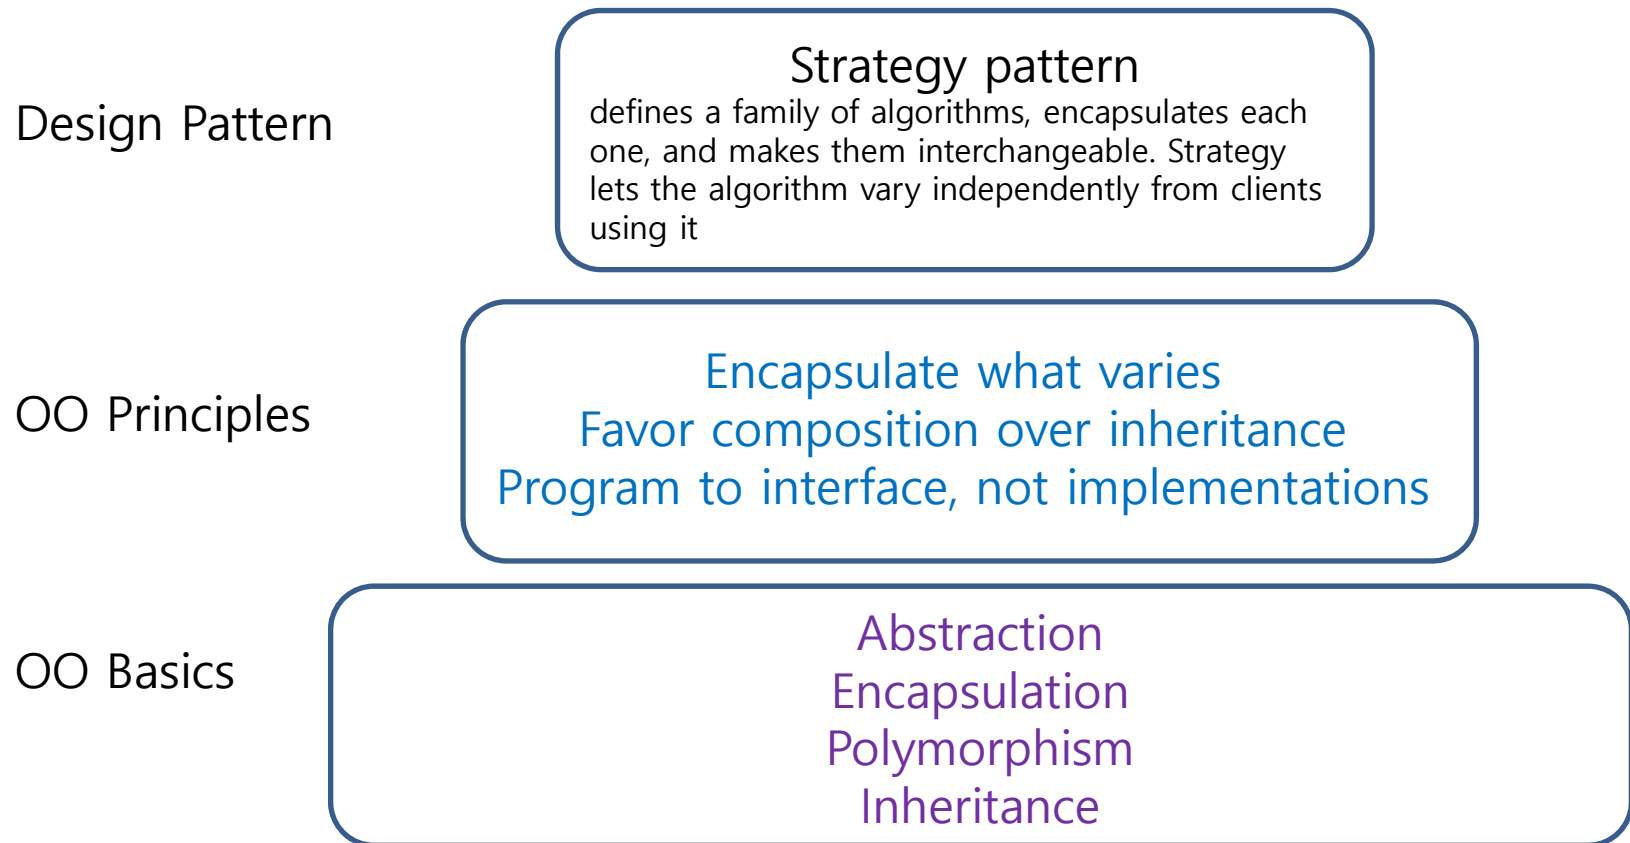 Design Pattern
Strategy pattern
defines a family of algorithms, encapsulates each
one, and makes them interchangeable. Strategy
lets the algorithm vary independently from clients
using it
OO Principles
Encapsulate what varies
Favor composition over inheritance
Program to interface, not implementations
OO Basics
Abstraction
Encapsulation
Polymorphism
Inheritance